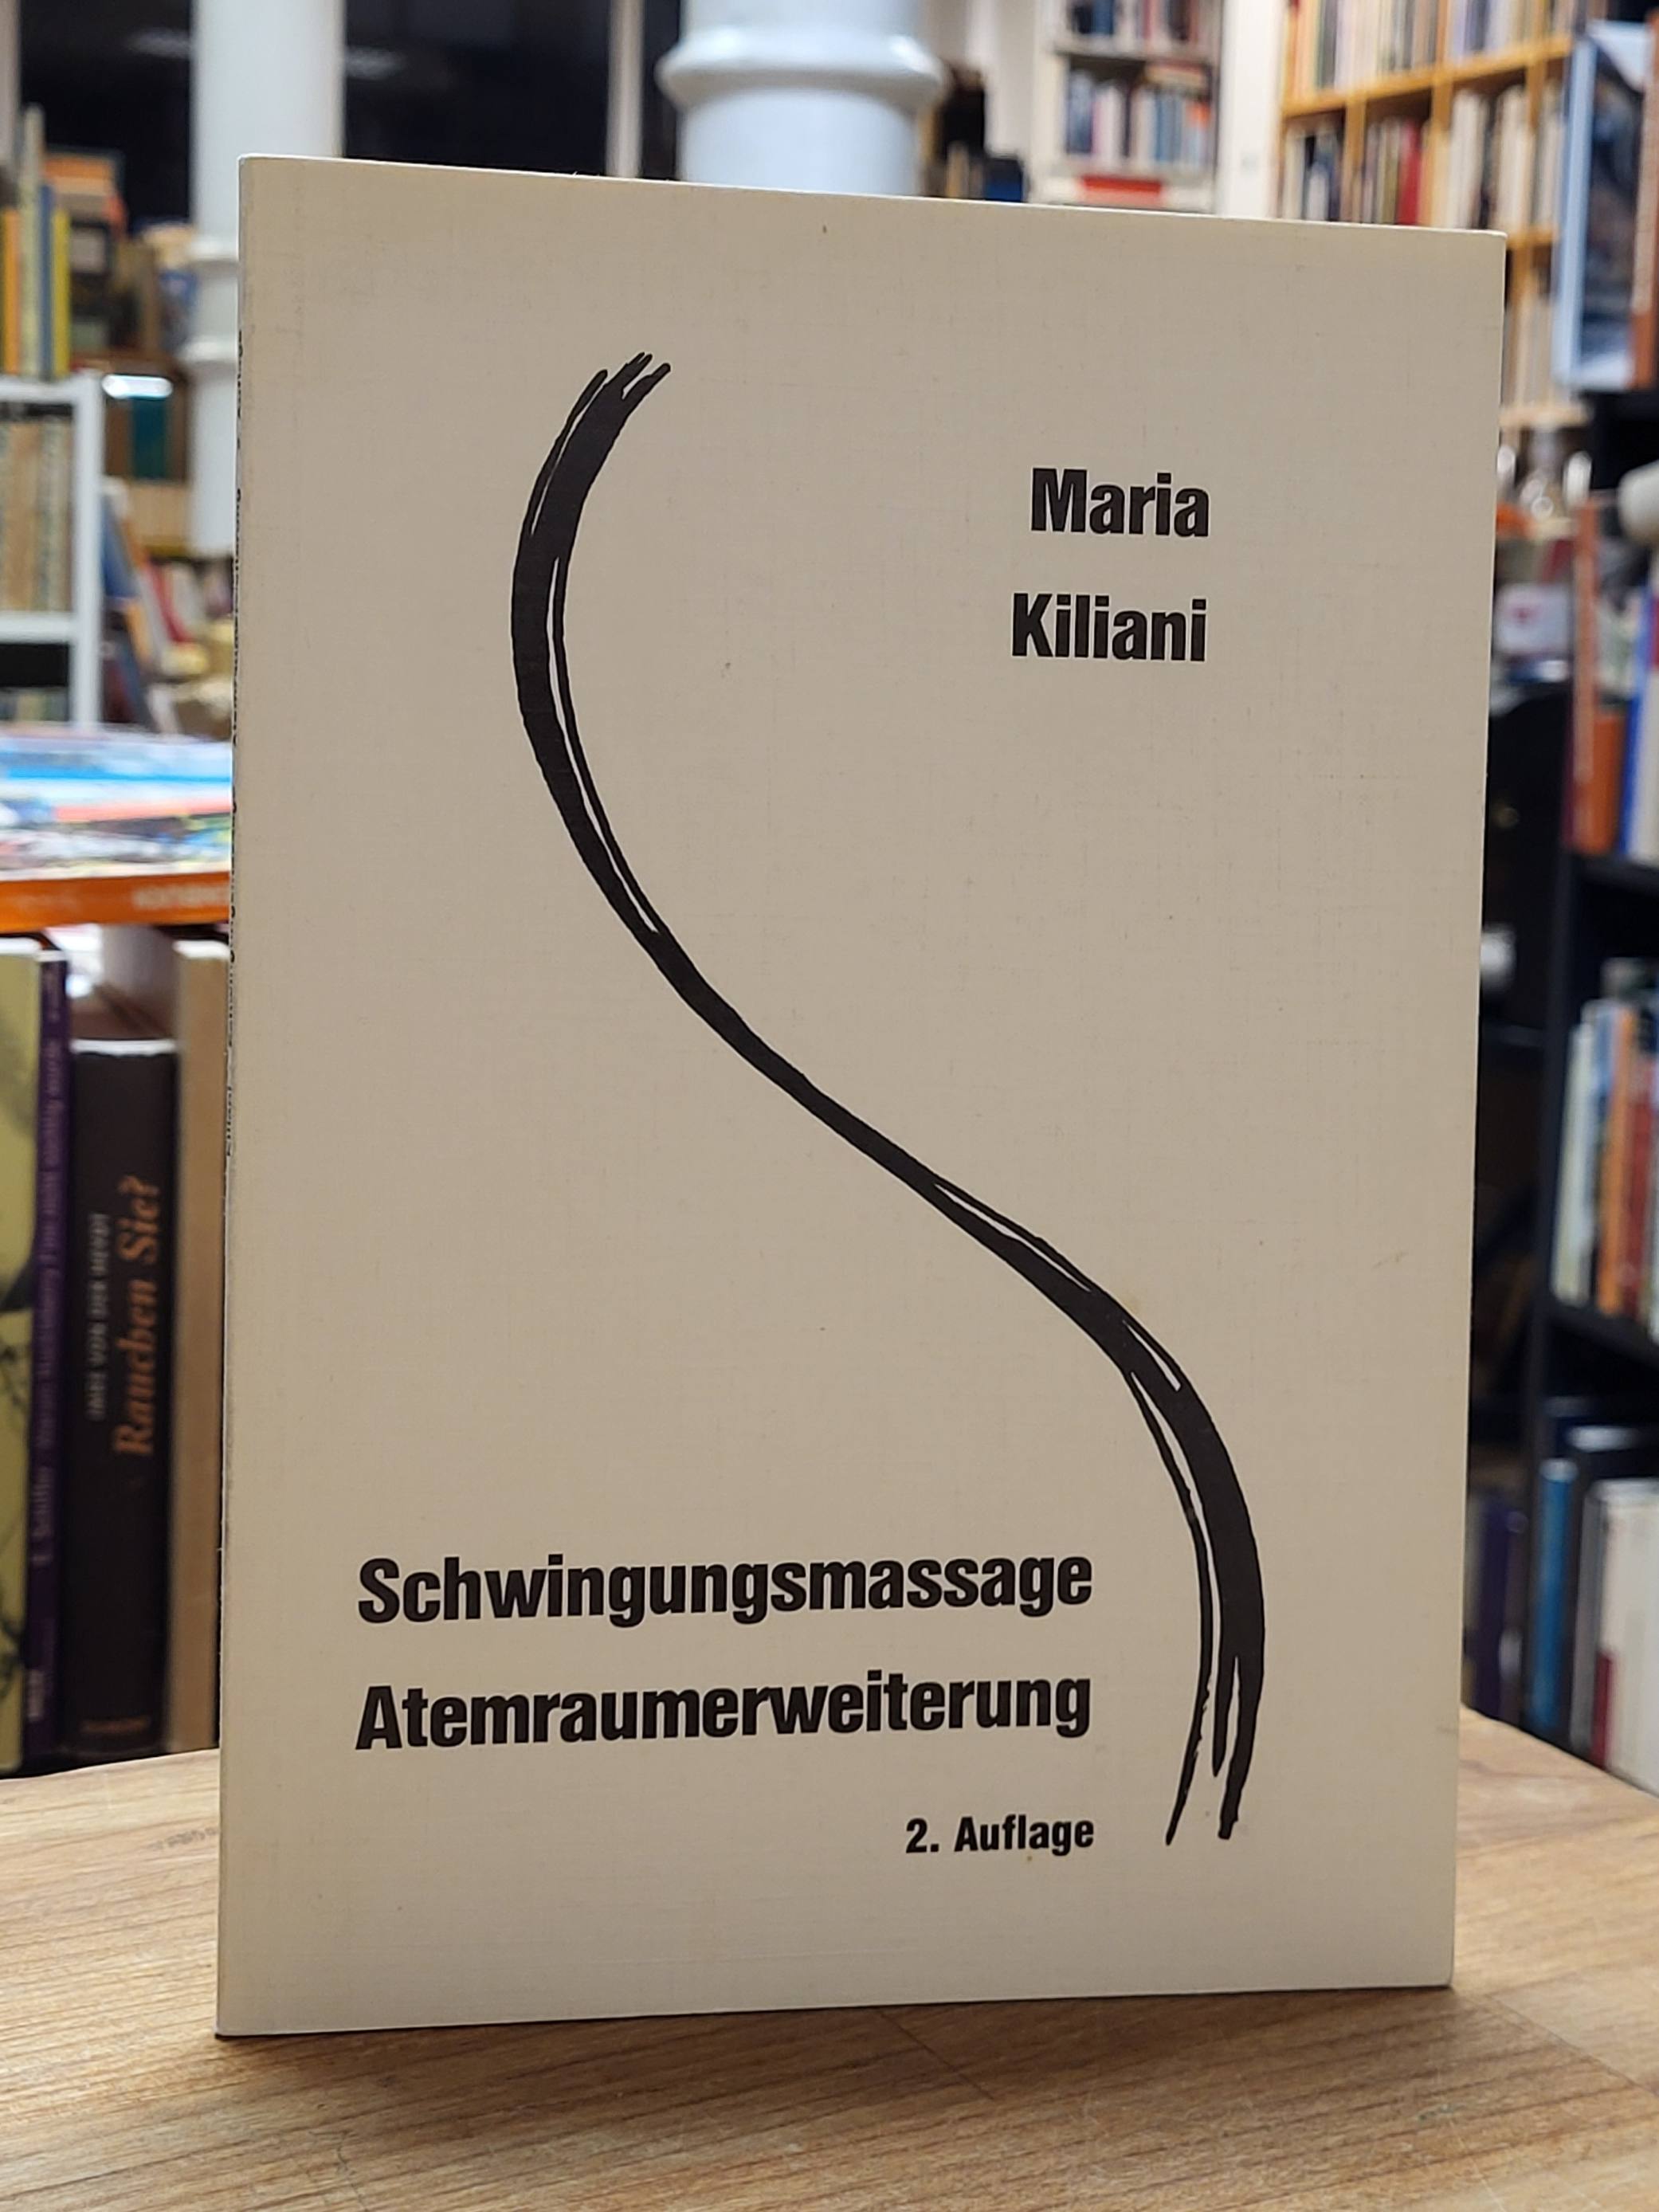 Maria
Kiliani
Schwingungsmassage
Atemraumerweiterung
2. Auflage
Rauchen Sie?